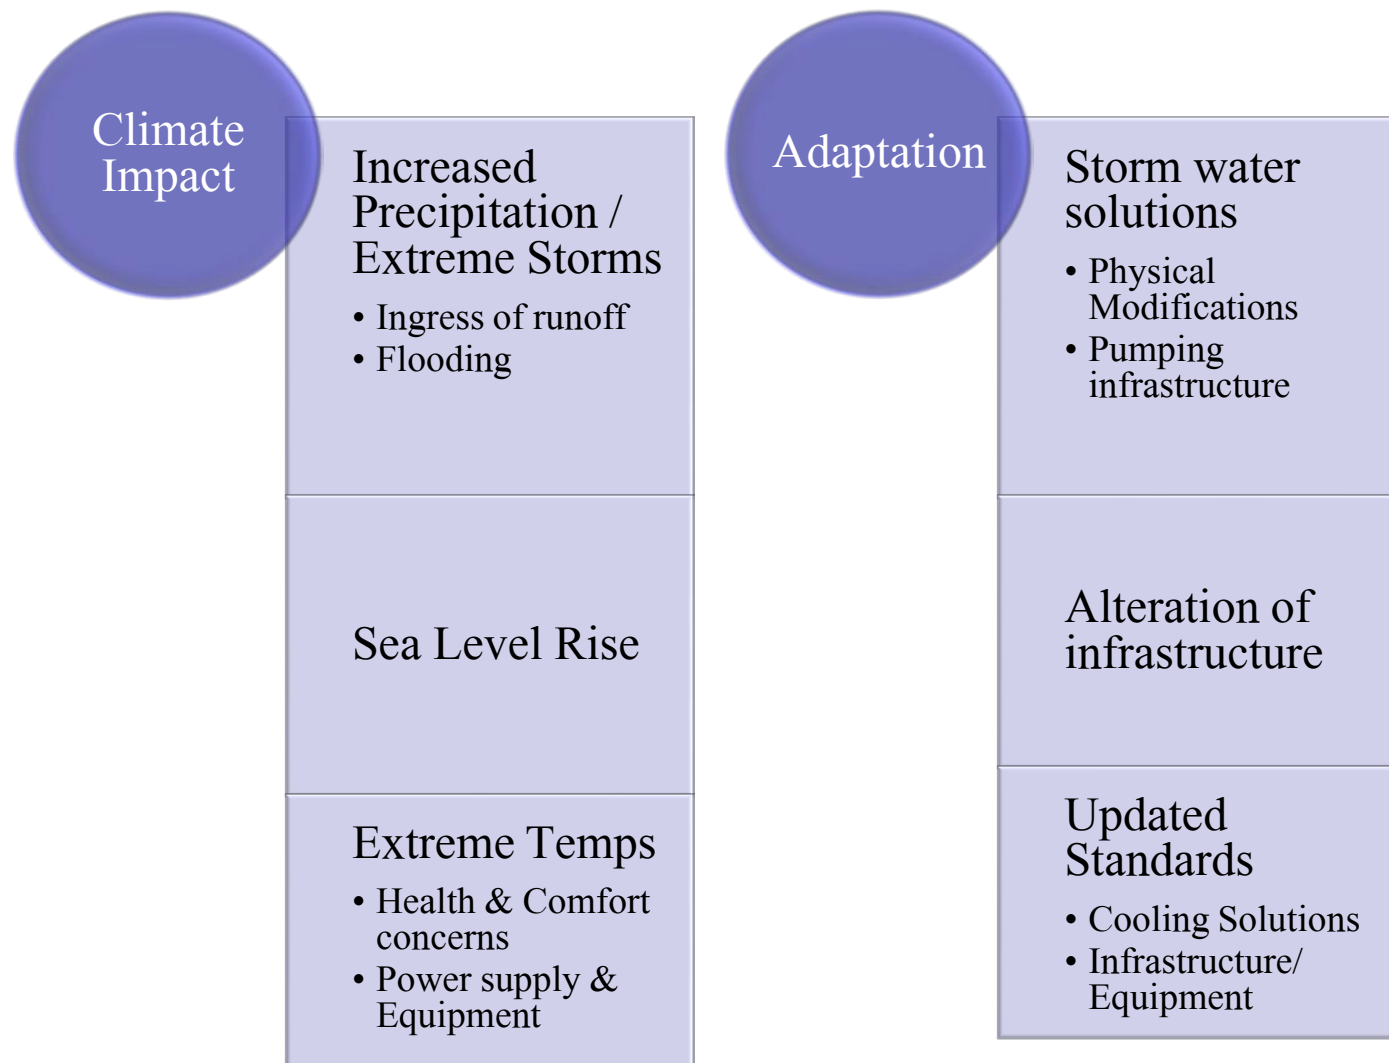 Climate
Impact
Increased
Precipitation /
Extreme Storms
• Ingress of runoff
• Flooding
Sea Level Rise
Extreme Temps
• Health & Comfort
concerns
• Power supply &
Equipment
Adaptation
Storm water
solutions
• Physical
Modifications
• Pumping
infrastructure
Alteration of
infrastructure
Updated
Standards
• Cooling Solutions
• Infrastructure/
Equipment